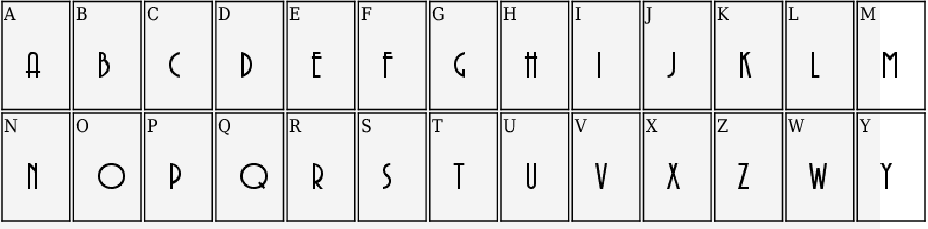 A B C D E F G H I J K L M
A B C D E F G H I J K L M
N O P Q R S T U V X Z W Y
N O P Q R S T U V X Z W Y